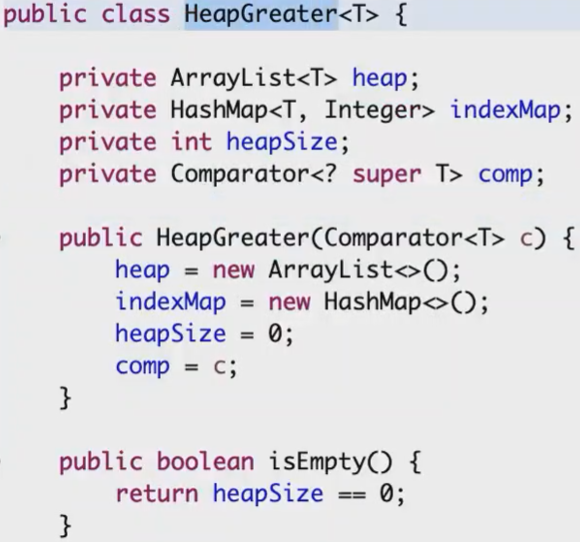 public class HeapGreater<T> {
private ArrayList<T> heap;
private HashMap<T, Integer> indexMap;
private int heapSize;
private Comparator<? super T> comp;
public HeapGreater(Comparator<T> c) {
heap = new ArrayList<>();
indexMap = new HashMap<>();
heapSize = 0;
comp = c;
}
public boolean isEmpty() {
return heapSize == 0;
}